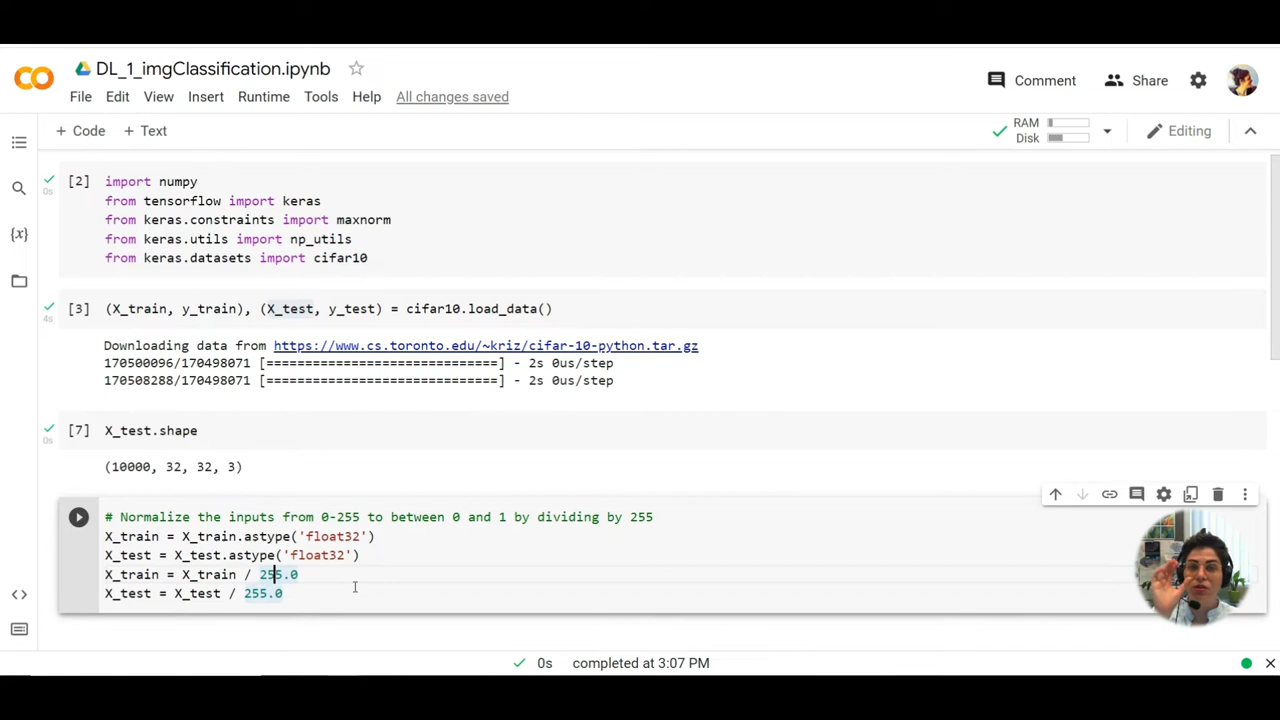 DL_1_imgClassification.ipynb
Comment
Share
File
Edit
View
Insert
Runtime
Tools
Help
All changes saved
+ Code
+ Text
RAM
Disk
Editing
[2]
0s
import numpy
from tensorflow import keras
from keras.constraints import maxnorm
from keras.utils import np_utils
from keras.datasets import cifar10
[3]
4s
(X_train, y_train), (X_test, y_test) = cifar10.load_data()
Downloading data from https://www.cs.toronto.edu/~kriz/cifar-10-python.tar.gz
170500096/170498071 [==============================] - 2s 0us/step
170508288/170498071 [==============================] - 2s 0us/step
[7]
0s
X_test.shape
(10000, 32, 32, 3)
# Normalize the inputs from 0-255 to between 0 and 1 by dividing by 255
X_train = X_train.astype('float32')
X_test = X_test.astype('float32')
X_train = X_train / 255.0
X_test = X_test / 255.0
0s completed at 3:07 PM